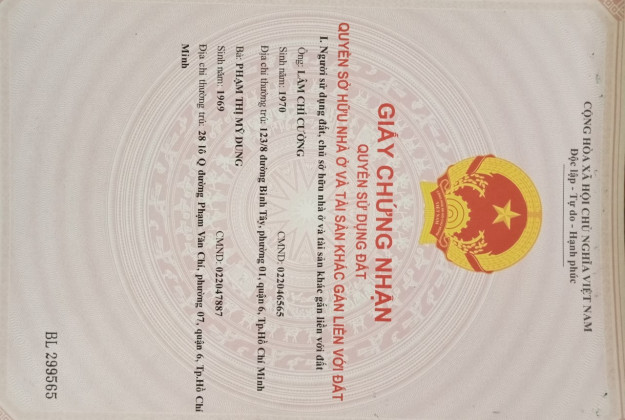 CỘNG HÒA XÃ HỘI CHỦ NGHĨA VIỆT NAM
Độc lập - Tự do - Hạnh phúc
GIẤY CHỨNG NHẬN
QUYỀN SỬ DỤNG ĐẤT
QUYỀN SỞ HỮU NHÀ Ở VÀ TÀI SẢN KHÁC GẮN LIỀN VỚI ĐẤT
I. Người sử dụng đất, chủ sở hữu nhà ở và tài sản khác gắn liền với đất
Ông: LÂM CHÍ CƯỜNG
Sinh năm: 1970 CMND: 022046565
Địa chỉ thường trú: 123/8 đường Bình Tây, phường 01, quận 6, Tp.Hồ Chí Minh
Bà: PHẠM THỊ MỸ DUNG
Sinh năm: 1969 CMND: 022047887
Địa chỉ thường trú: 28 lô Q đường Phạm Văn Chí, phường 07, quận 6, Tp.Hồ Chí
Minh
BL 299565